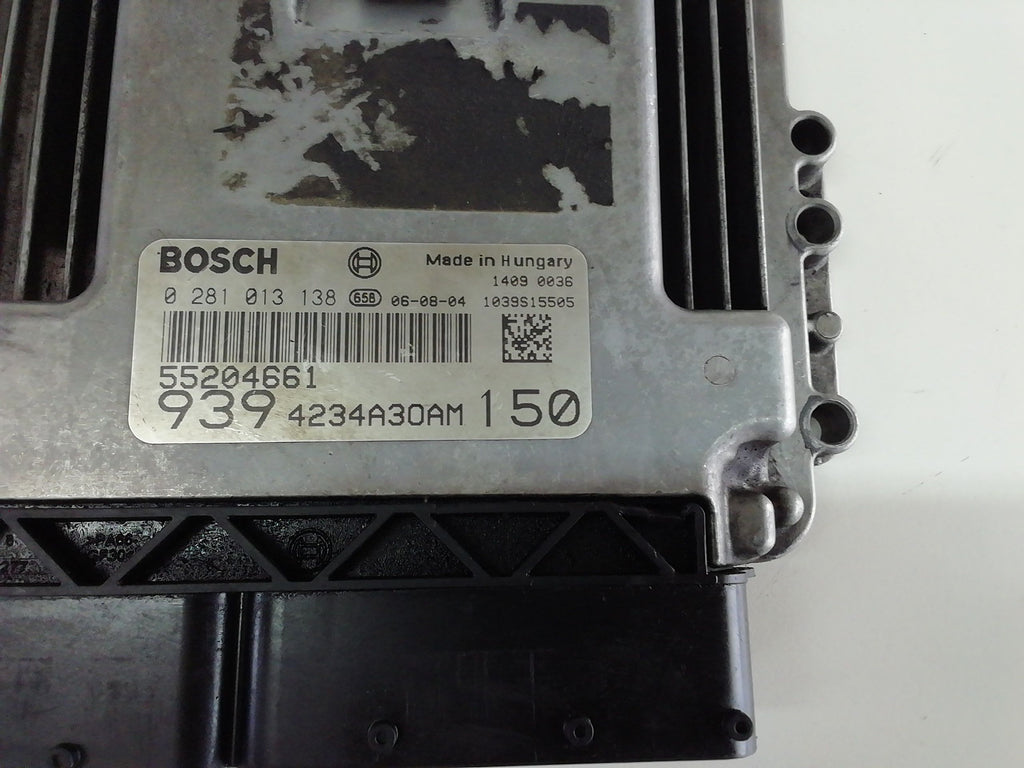 BOSCH Made in Hungary
1409 0036
0 281 013 138 658 06-08-04 1039S15505
55204661
939 4234A30AM 150